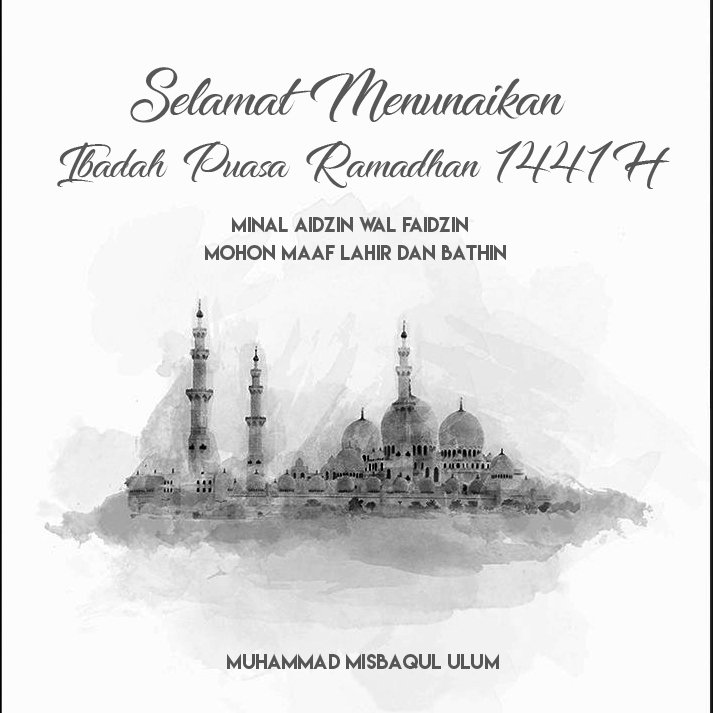 Selamat Menunaikan
Ibadah Puasa Ramadhan 1441 H
MINAL AIDZIN WAL FAIDZIN
MOHON MAAF LAHIR DAN BATHIN
MUHAMMAD MISBAQUL ULUM